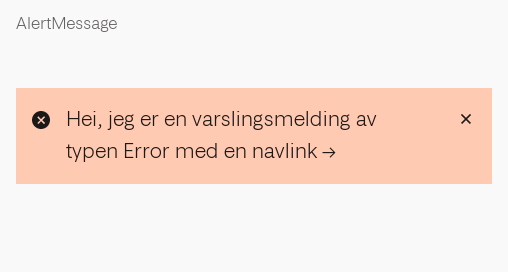 AlertMessage
Hei, jeg er en varslingsmelding av
typen Error med en navlink →